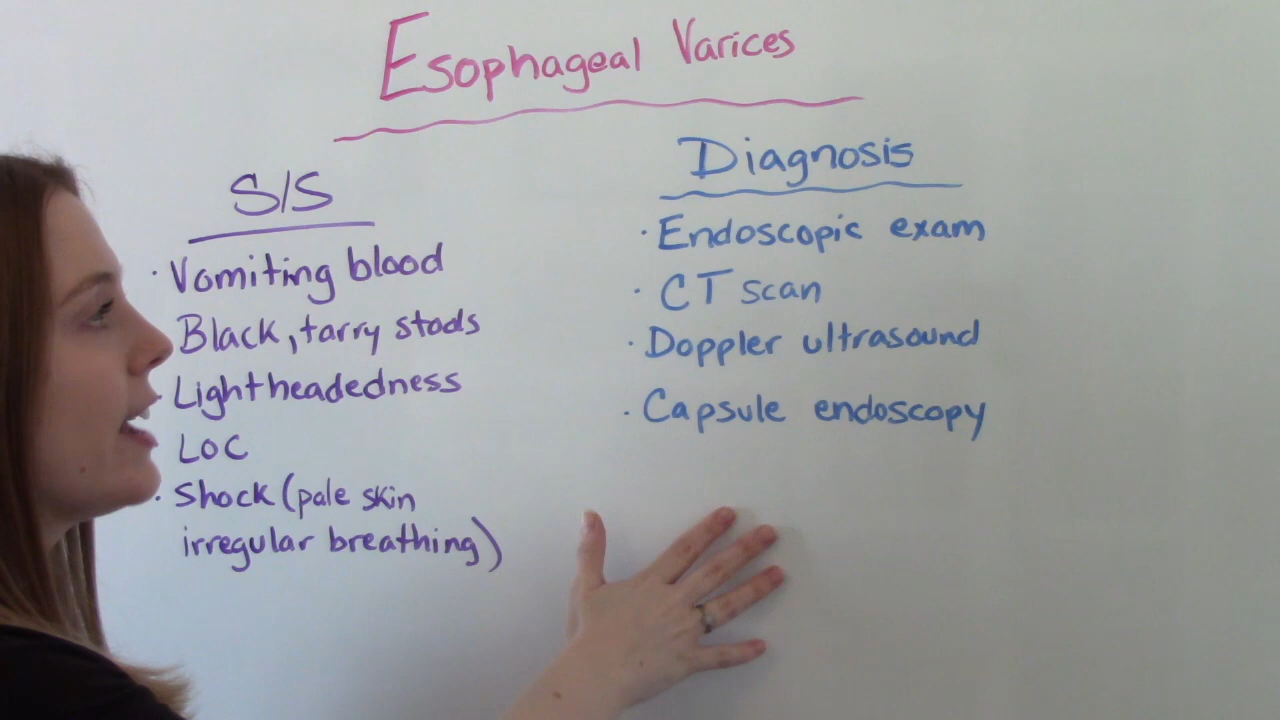 Esophageal Varices
S/S
· Vomiting blood
Black, tarry stools
· Lightheadedness
LOC
· Shock (pale skin
irregular breathing)
Diagnosis
· Endoscopic exam
· CT scan
· Doppler ultrasound
· Capsule endoscopy